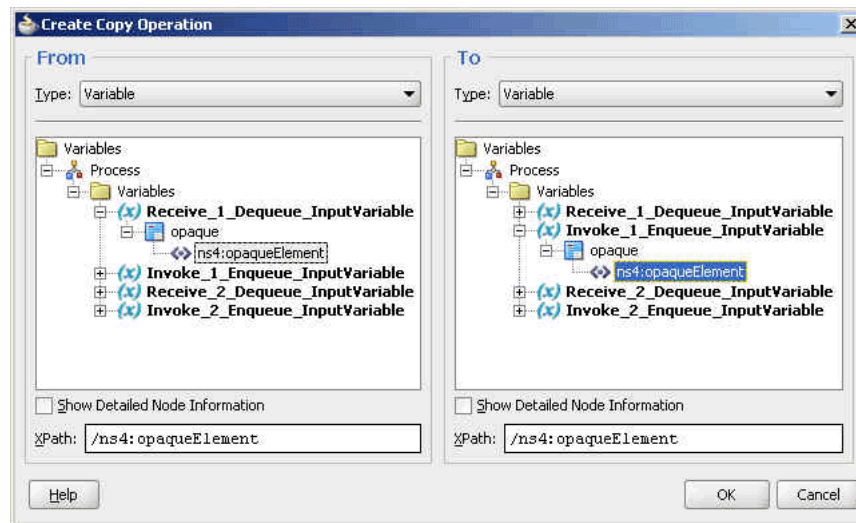 Create Copy Operation
From
Type: Variable
Variables
Process
Variables
(x) Receive_1_Dequeue_InputVariable
opaque
ns4:opaqueElement
(x) Invoke_1_Enqueue_InputVariable
(x) Receive_2_Dequeue_InputVariable
(x) Invoke_2_Enqueue_InputVariable
Show Detailed Node Information
XPath: /ns4:opaqueElement
To
Type: Variable
Variables
Process
Variables
(x) Receive_1_Dequeue_InputVariable
(x) Invoke_1_Enqueue_InputVariable
opaque
ns4:opaqueElement
(x) Receive_2_Dequeue_InputVariable
(x) Invoke_2_Enqueue_InputVariable
Show Detailed Node Information
XPath: /ns4:opaqueElement
Help
OK
Cancel